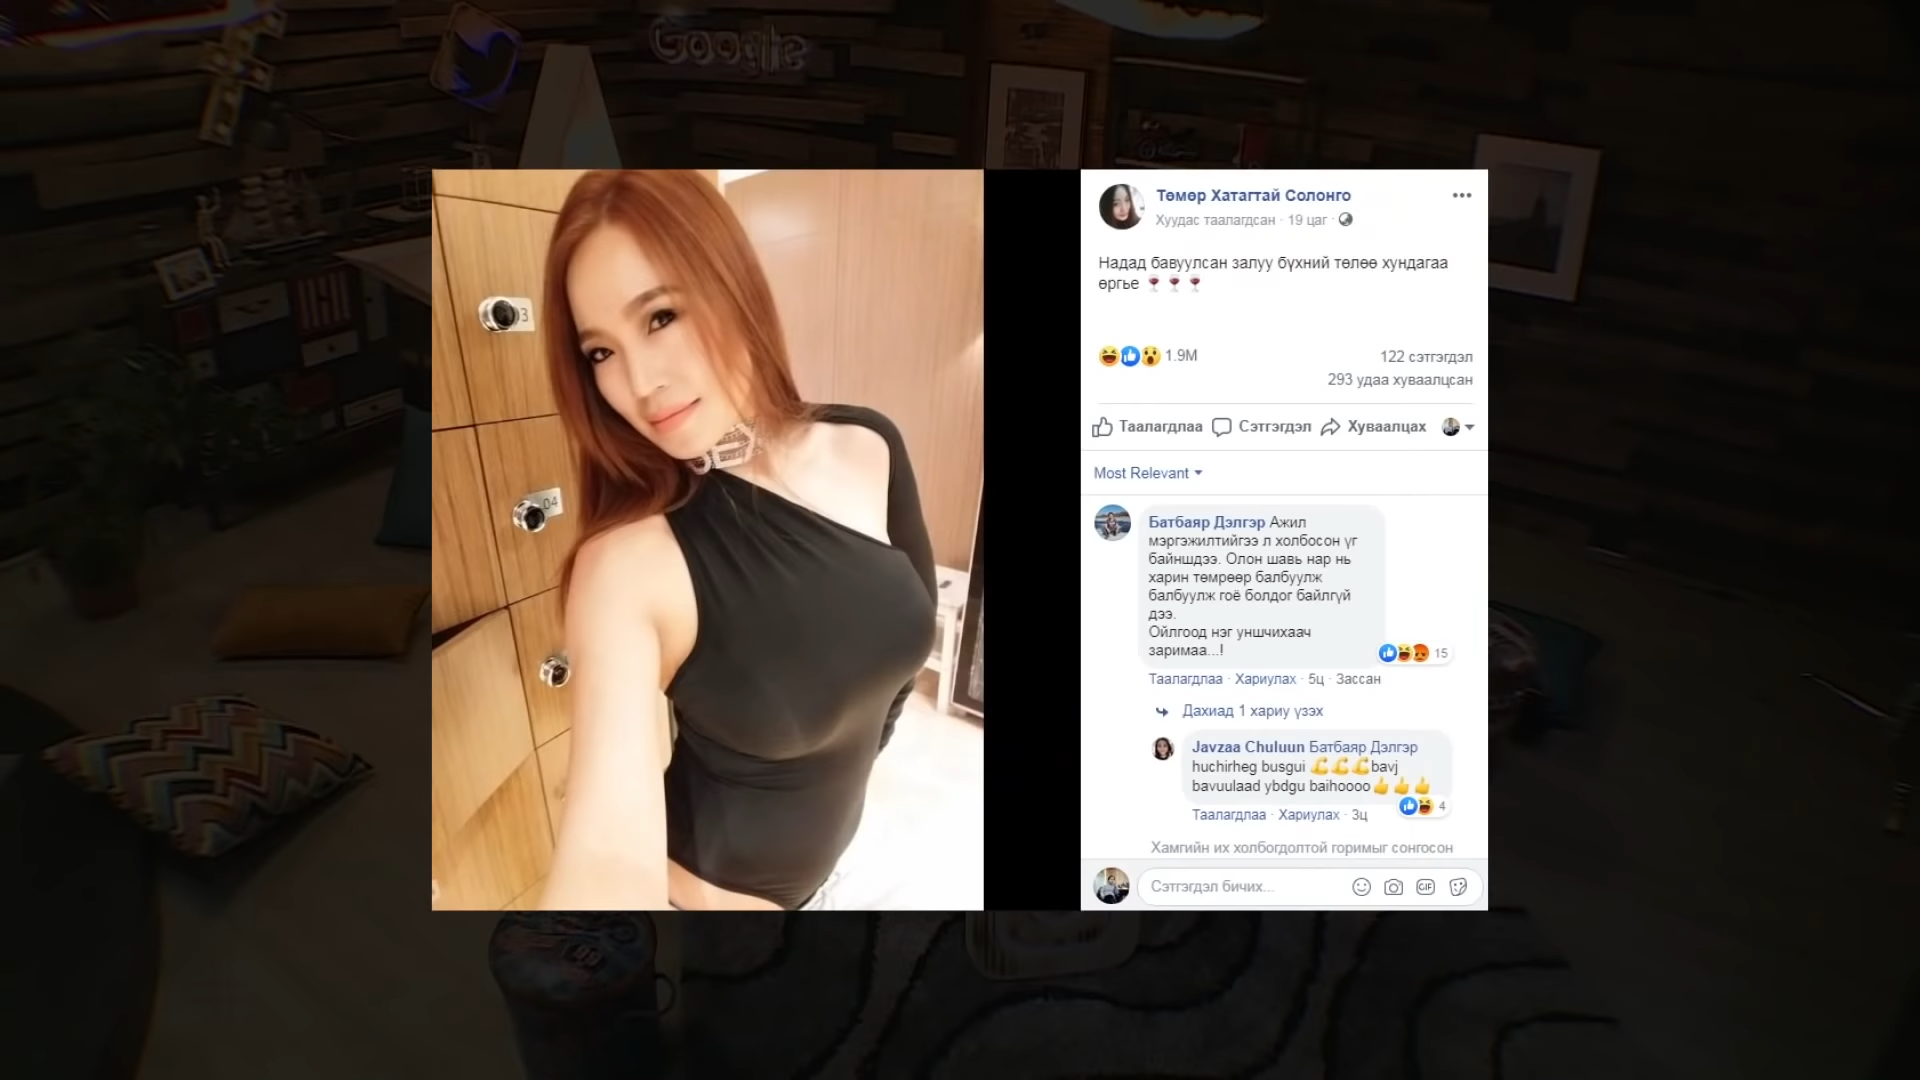 Google
03
04
Төмөр Хатагтай Солонго
Хуудас таалагдсан · 19 цаг ·
Надад бавуулсан залуу бүхний төлөө хундагаа
өргье 🍷 🍷 🍷
1.9M
122 сэтгэгдэл
293 удаа хуваалцсан
Таалагдлаа Сэтгэгдэл Хуваалцах
Most Relevant
Батбаяр Дэлгэр Ажил
мэргэжилтийгээ л холбосон үг
байншдээ. Олон шавь нар нь
харин төмрөөр балбуулж
балбуулж гоё болдог байлгүй
дээ.
Ойлгоод нэг уншчихаач
заримаа...!
15
Таалагдлаа · Хариулах · 5ц · Зассан
Дахиад 1 хариу үзэх
Javzaa Chuluun Батбаяр Дэлгэр
huchirheg busgui 💪💪💪bavj
bavuulaad ybdgu baihoooo👍👍👍
4
Таалагдлаа · Хариулах · 3ц
Хамгийн их холбогдолтой горимыг сонгосон
Сэтгэгдэл бичих...
GIF